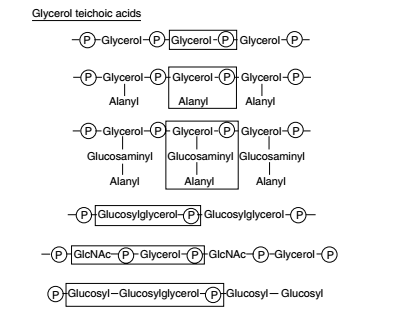 Glycerol teichoic acids
P Glycerol P Glycerol P Glycerol P
P Glycerol P Glycerol P Glycerol P
Alanyl Alanyl Alanyl
P Glycerol P Glycerol P Glycerol P
Glucosaminyl Glucosaminyl Glucosaminyl
Alanyl Alanyl Alanyl
P Glucosylglycerol P Glucosylglycerol P
P GlcNAc P Glycerol P GlcNAc P Glycerol P
P Glucosyl Glucosylglycerol P Glucosyl Glucosyl